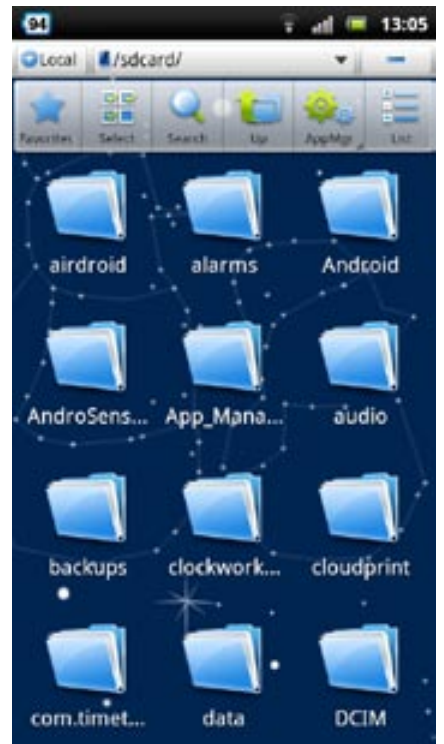 94 13:05
Local /sdcard/
Favorites Select Search Up AppMgr List
airdroid alarms Android
AndroSens... App_Mana... audio
backups clockwork... cloudprint
com.timet... data DCIM